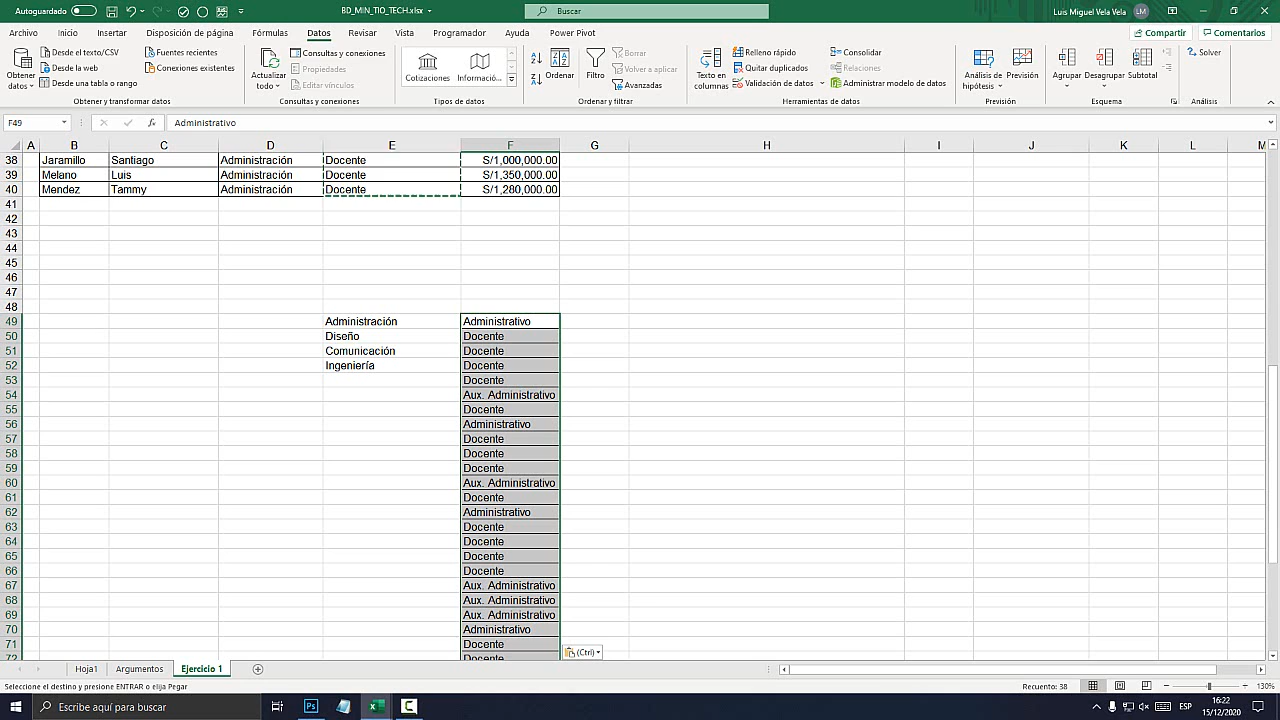 Autoguardado
BD_MIN_TIO_TECH.xlsx
Buscar
Luis Miguel Vela Vela
LM
Archivo Inicio Insertar Disposición de página Fórmulas Datos Revisar Vista Programador Ayuda Power Pivot
Compartir
Comentarios
Obtener datos
Desde el texto/CSV
Desde la web
Desde una tabla o rango
Fuentes recientes
Conexiones existentes
Obtener y transformar datos
Actualizar todo
Consultas y conexiones
Propiedades
Editar vínculos
Consultas y conexiones
Cotizaciones
Informació...
Tipos de datos
Ordenar
Filtro
Borrar
Volver a aplicar
Avanzadas
Ordenar y filtrar
Texto en columnas
Relleno rápido
Quitar duplicados
Validación de datos
Consolidar
Relaciones
Administrar modelo de datos
Herramientas de datos
Análisis de hipótesis
Previsión
Previsión
Agrupar
Desagrupar
Subtotal
Esquema
Solver
Análisis
F49
fx
Administrativo
A B C D E F G H I J K L M
38 Jaramillo Santiago Administración Docente S/1,000,000.00
39 Melano Luis Administración Docente S/1,350,000.00
40 Mendez Tammy Administración Docente S/1,280,000.00
41
42
43
44
45
46
47
48
49 Administración Administrativo
50 Diseño Docente
51 Comunicación Docente
52 Ingeniería Docente
53 Docente
54 Aux. Administrativo
55 Docente
56 Administrativo
57 Docente
58 Docente
59 Docente
60 Aux. Administrativo
61 Docente
62 Administrativo
63 Docente
64 Docente
65 Docente
66 Docente
67 Aux. Administrativo
68 Aux. Administrativo
69 Aux. Administrativo
70 Administrativo
71 Docente
72 Docente
(Ctrl)
Hoja1 Argumentos Ejercicio 1
Seleccione el destino y presione ENTRAR o elija Pegar
Recuento: 38
130%
Escribe aquí para buscar
ESP
16:22
15/12/2020